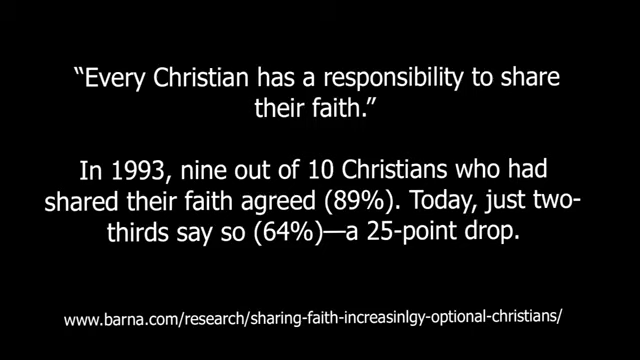 “Every Christian has a responsibility to share
their faith.”
In 1993, nine out of 10 Christians who had
shared their faith agreed (89%). Today, just two-
thirds say so (64%)—a 25-point drop.
www.barna.com/research/sharing-faith-increasinlgy-optional-christians/